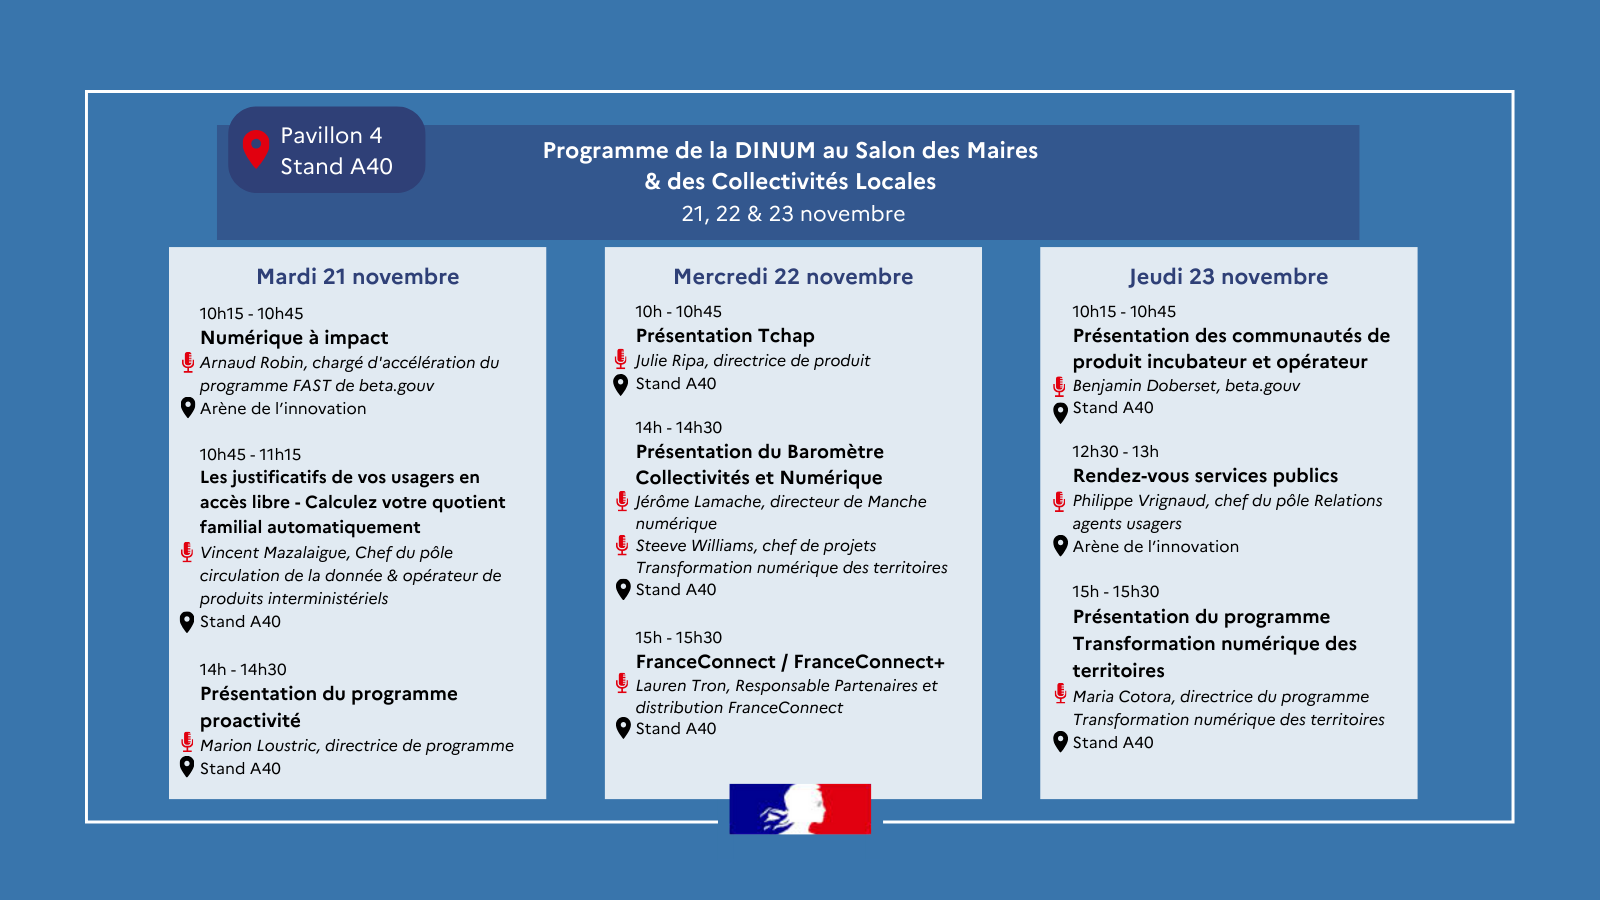 Pavillon 4
Stand A40
Programme de la DINUM au Salon des Maires
& des Collectivités Locales
21, 22 & 23 novembre
Mardi 21 novembre
10h15 - 10h45
Numérique à impact
Arnaud Robin, chargé d'accélération du
programme FAST de beta.gouv
Arène de l’innovation
10h45 - 11h15
Les justificatifs de vos usagers en
accès libre - Calculez votre quotient
familial automatiquement
Vincent Mazalaigue, Chef du pôle
circulation de la donnée & opérateur de
produits interministériels
Stand A40
14h - 14h30
Présentation du programme
proactivité
Marion Loustric, directrice de programme
Stand A40
Mercredi 22 novembre
10h - 10h45
Présentation Tchap
Julie Ripa, directrice de produit
Stand A40
14h - 14h30
Présentation du Baromètre
Collectivités et Numérique
Jérôme Lamache, directeur de Manche
numérique
Steeve Williams, chef de projets
Transformation numérique des territoires
Stand A40
15h - 15h30
FranceConnect / FranceConnect+
Lauren Tron, Responsable Partenaires et
distribution FranceConnect
Stand A40
Jeudi 23 novembre
10h15 - 10h45
Présentation des communautés de
produit incubateur et opérateur
Benjamin Doberset, beta.gouv
Stand A40
12h30 - 13h
Rendez-vous services publics
Philippe Vrignaud, chef du pôle Relations
agents usagers
Arène de l’innovation
15h - 15h30
Présentation du programme
Transformation numérique des
territoires
Maria Cotora, directrice du programme
Transformation numérique des territoires
Stand A40